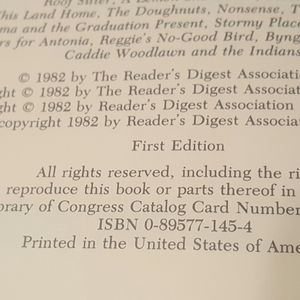 Roof Sitter, A
This Land Home, The Doughnuts, Nonsense, T
ma and the Graduation Present, Stormy Place
rs for Antonia, Reggie's No-Good Bird, Byng
Caddie Woodlawn and the Indians
© 1982 by The Reader's Digest Associati
ght © 1982 by The Reader's Digest Associat
ght © 1982 by Reader's Digest Association
copyright 1982 by Reader's Digest Associat
First Edition
All rights reserved, including the ri
reproduce this book or parts thereof in
brary of Congress Catalog Card Number
ISBN 0-89577-145-4
Printed in the United States of Ame